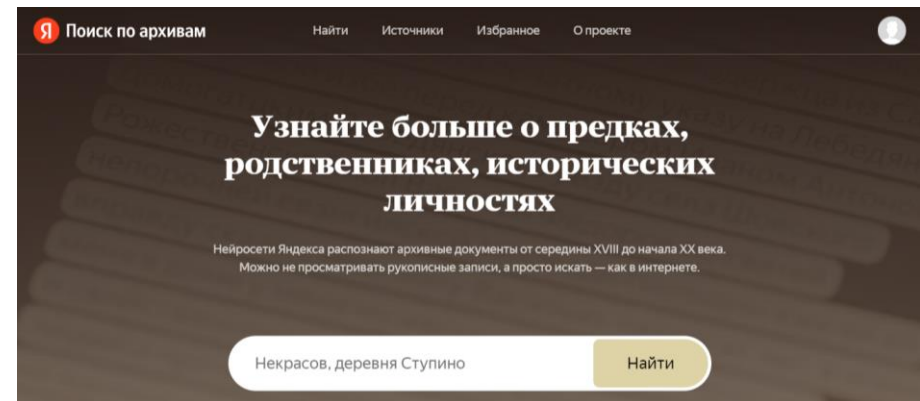 Я Поиск по архивам
Найти Источники Избранное О проекте
Узнайте больше о предках,
родственниках, исторических
личностях
Нейросети Яндекса распознают архивные документы от середины XVIII до начала XX века.
Можно не просматривать рукописные записи, а просто искать — как в интернете.
Некрасов, деревня Ступино
Найти